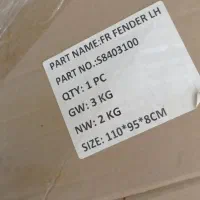 PART NAME:FR FENDER LH
PART NO.:S8403100
QTY: 1 PC
GW: 3 KG
NW: 2 KG
SIZE: 110*95*8CM